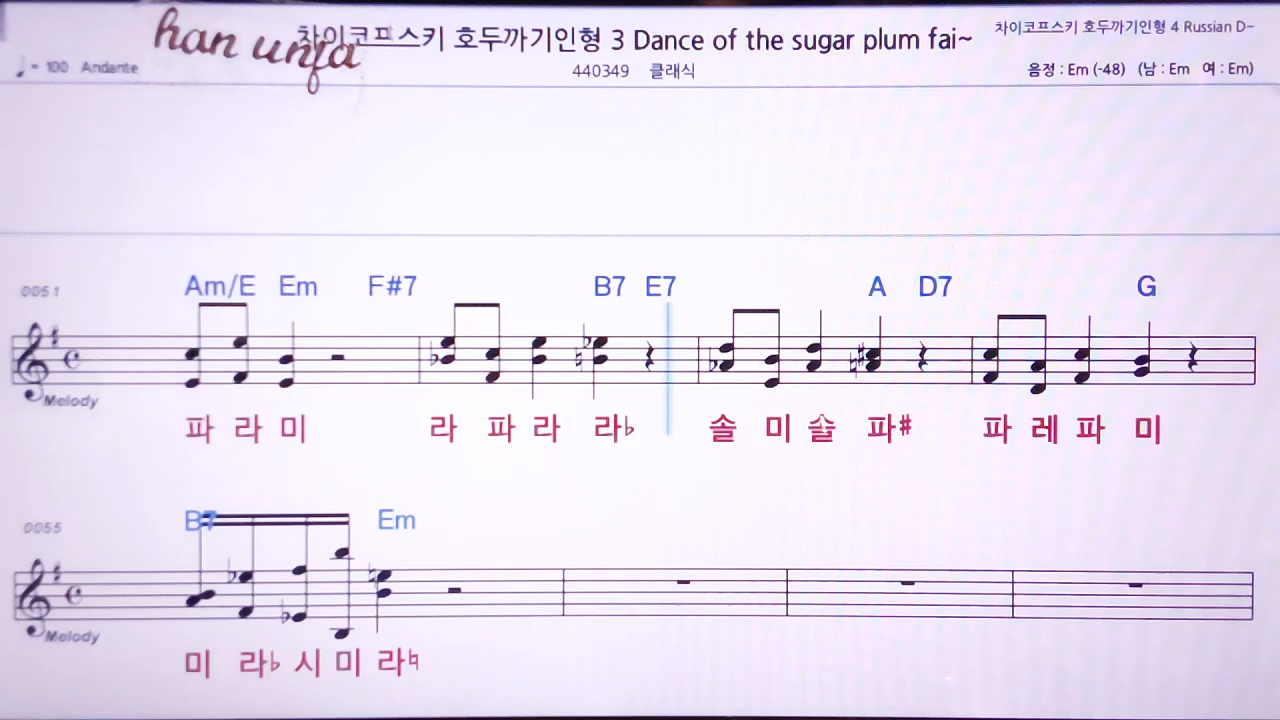 han unfa
차이코프스키 호두까기인형 3 Dance of the sugar plum fai~
차이코프스키 호두까기인형 4 Russian D~
♩ = 100 Andante
440349 클래식
음정 : Em (-48) (남 : Em 여 : Em)
0051
Am/E Em F#7 B7 E7 A D7 G
Melody
파 라 미 라 파 라 라♭ 솔 미 솔 파# 파 레 파 미
0055
B7 Em
Melody
미 라♭ 시 미 라♮